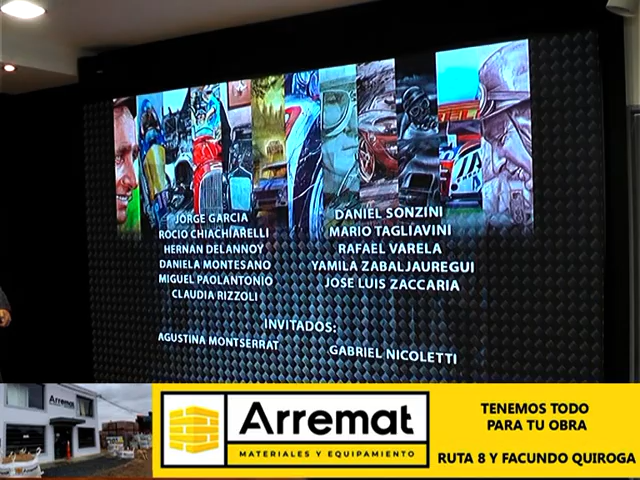 JORGE GARCIA
ROCIO CHIACHIARELLI
HERNAN DELANNOY
DANIELA MONTESANO
MIGUEL PAOLANTONIO
CLAUDIA RIZZOLI
DANIEL SONZINI
MARIO TAGLIAVINI
RAFAEL VARELA
YAMILA ZABALJAUREGUI
JOSE LUIS ZACCARIA
INVITADOS:
AGUSTINA MONTSERRAT
GABRIEL NICOLETTI
Arremat
Arremat
MATERIALES Y EQUIPAMIENTO
TENEMOS TODO
PARA TU OBRA
RUTA 8 Y FACUNDO QUIROGA